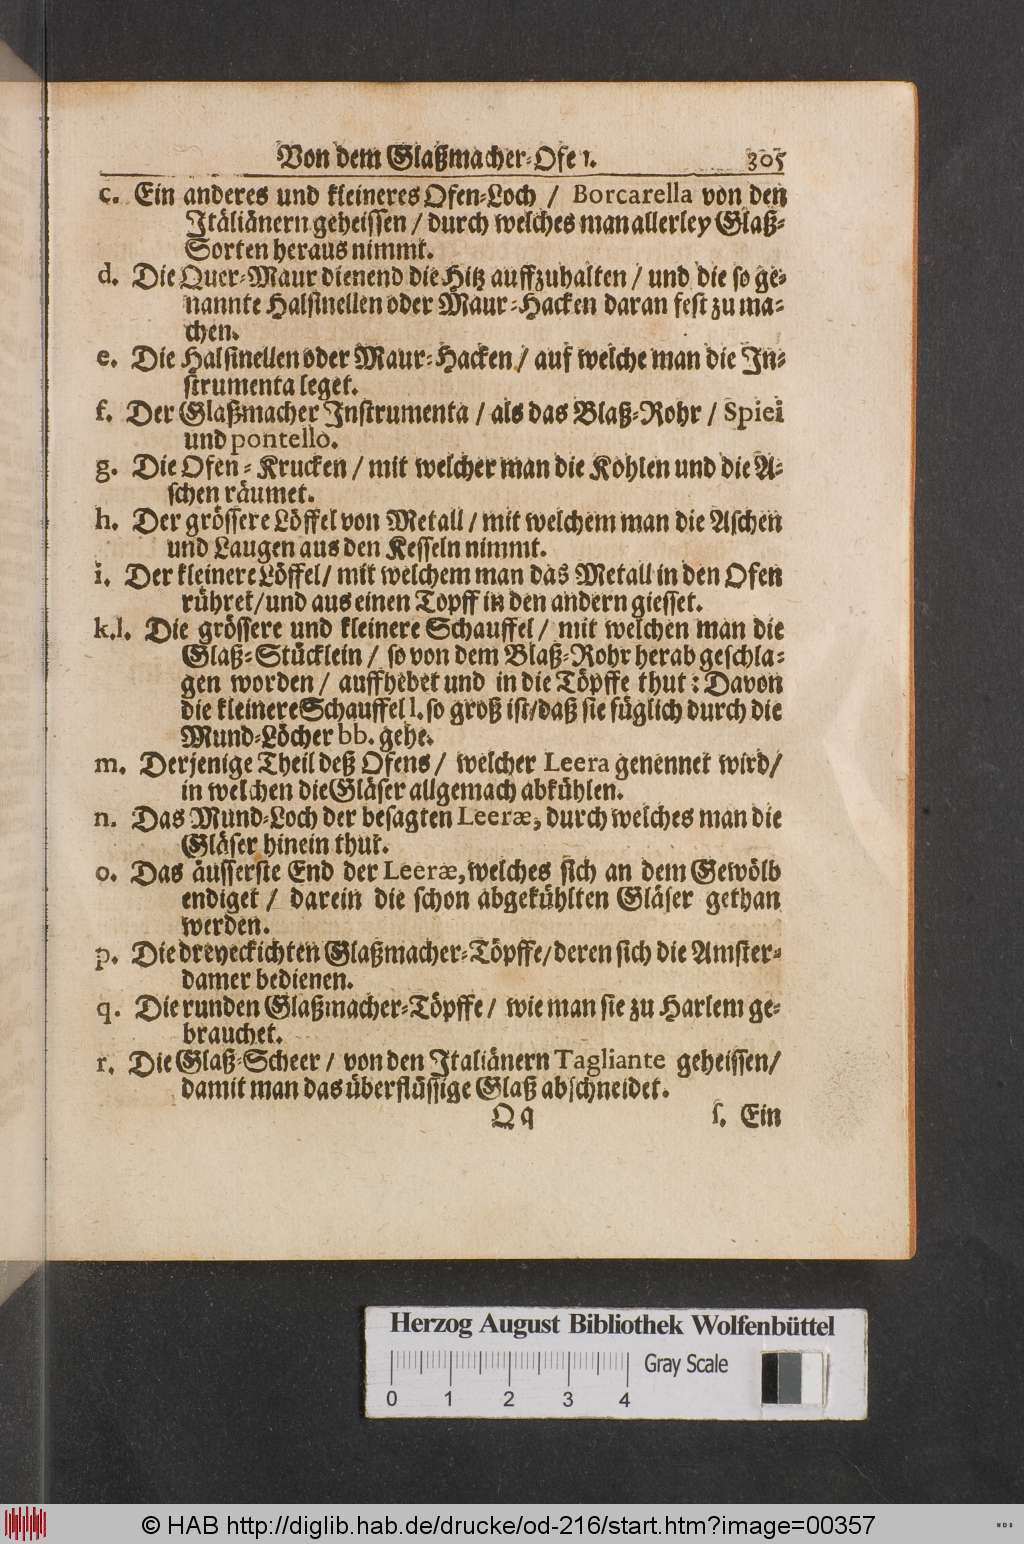 Von dem Glaßmacher-Ofe 1. 305
c. Ein anderes und kleineres Ofen-Loch / Borcarella von den
Itäliänern geheissen / durch welches man allerley Glaß-
Sorten heraus nimmt.
d. Die Quer-Maur dienend die Hitz auffzuhalten / und die so ge-
nannte Halsinellen oder Maur-Hacken daran fest zu ma-
chen.
e. Die Halsinellen oder Maur-Hacken / auf welche man die In-
strumenta leget.
f. Der Glaßmacher Instrumenta / als das Blaß-Rohr / Spiei
und pontello.
g. Die Ofen-Krucken / mit welcher man die Kohlen und die A-
schen räumet.
h. Der grössere Löffel von Metall / mit welchem man die Aschen
und Laugen aus den Kesseln nimmt.
i. Der kleinere Löffel / mit welchem man das Metall in den Ofen
rühret / und aus einen Topff in den andern giesset.
k.l. Die grössere und kleinere Schauffel / mit welchen man die
Glaß-Stücklein / so von dem Blaß-Rohr herab geschla-
gen worden / auffhebet und in die Töpffe thut: Davon
die kleinere Schauffel l. so groß ist / daß sie füglich durch die
Mund-Löcher bb. gehe.
m. Derjenige Theil deß Ofens / welcher Leera genennet wird /
in welchen die Gläser allgemach abkühlen.
n. Das Mund-Loch der besagten Leeræ, durch welches man die
Gläser hinein thut.
o. Das äusserste End der Leeræ, welches sich an dem Gewölb
endiget / darein die schon abgekühlten Gläser gethan
werden.
p. Die dreyeckichten Glaßmacher-Töpffe / deren sich die Amster-
damer bedienen.
q. Die runden Glaßmacher-Töpffe / wie man sie zu Harlem ge-
brauchet.
r. Die Glaß-Scheer / von den Italiänern Tagliante geheissen /
damit man das überflüssige Glaß abschneidet.
Qq s. Ein
Herzog August Bibliothek Wolfenbüttel
Gray Scale
0 1 2 3 4
© HAB http://diglib.hab.de/drucke/od-216/start.htm?image=00357